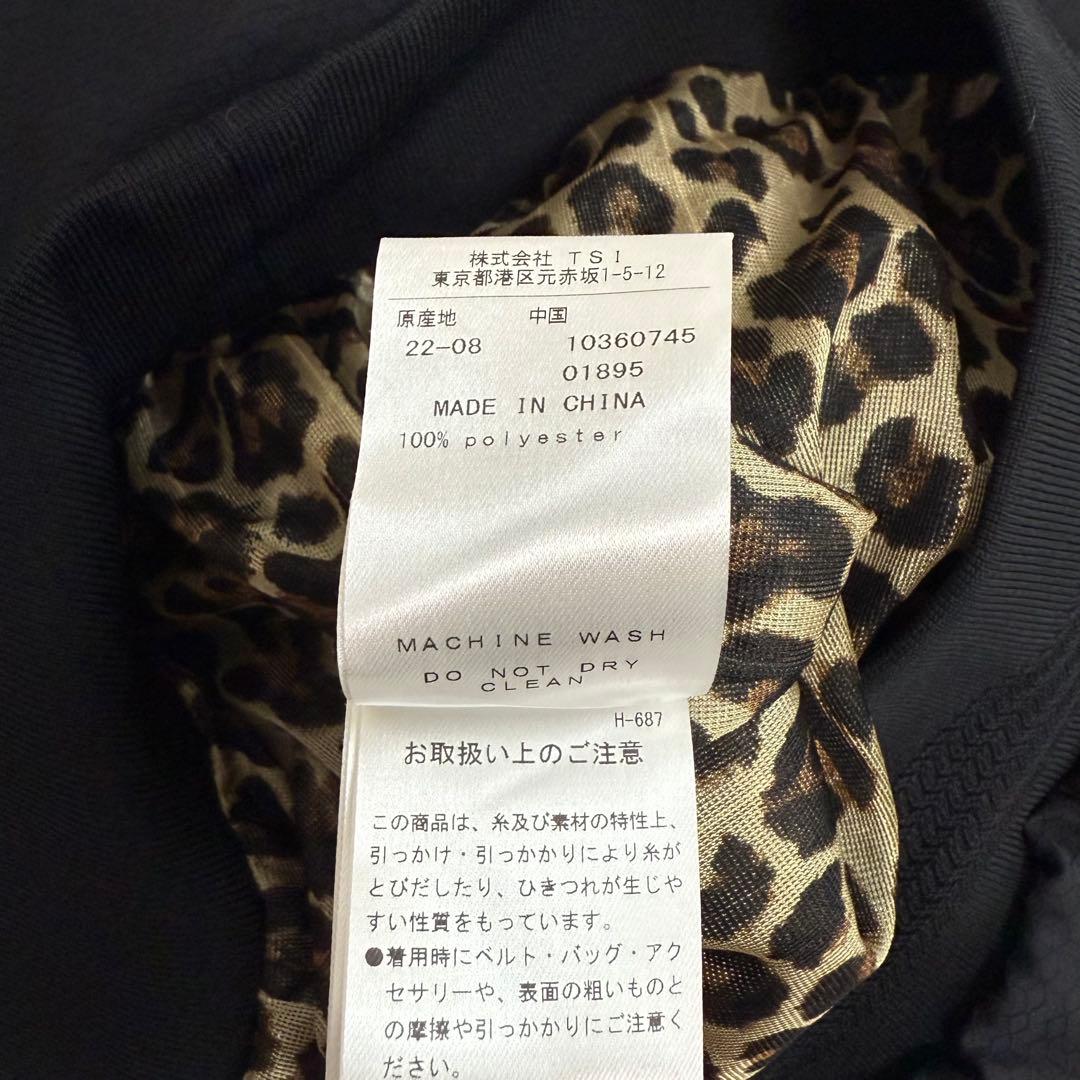 株式会社 TSI
東京都港区元赤坂1-5-12
原産地 中国
22-08 10360745
01895
MADE IN CHINA
100% polyester
MACHINE WASH
DO NOT DRY
CLEAN
H-687
お取扱い上のご注意
この商品は、糸及び素材の特性上、
引っかけ・引っかかりにより糸が
とびだしたり、ひきつれが生じや
すい性質をもっています。
●着用時にベルト・バッグ・アク
セサリーや、表面の粗いものと
の摩擦や引っかかりにご注意く
ださい。